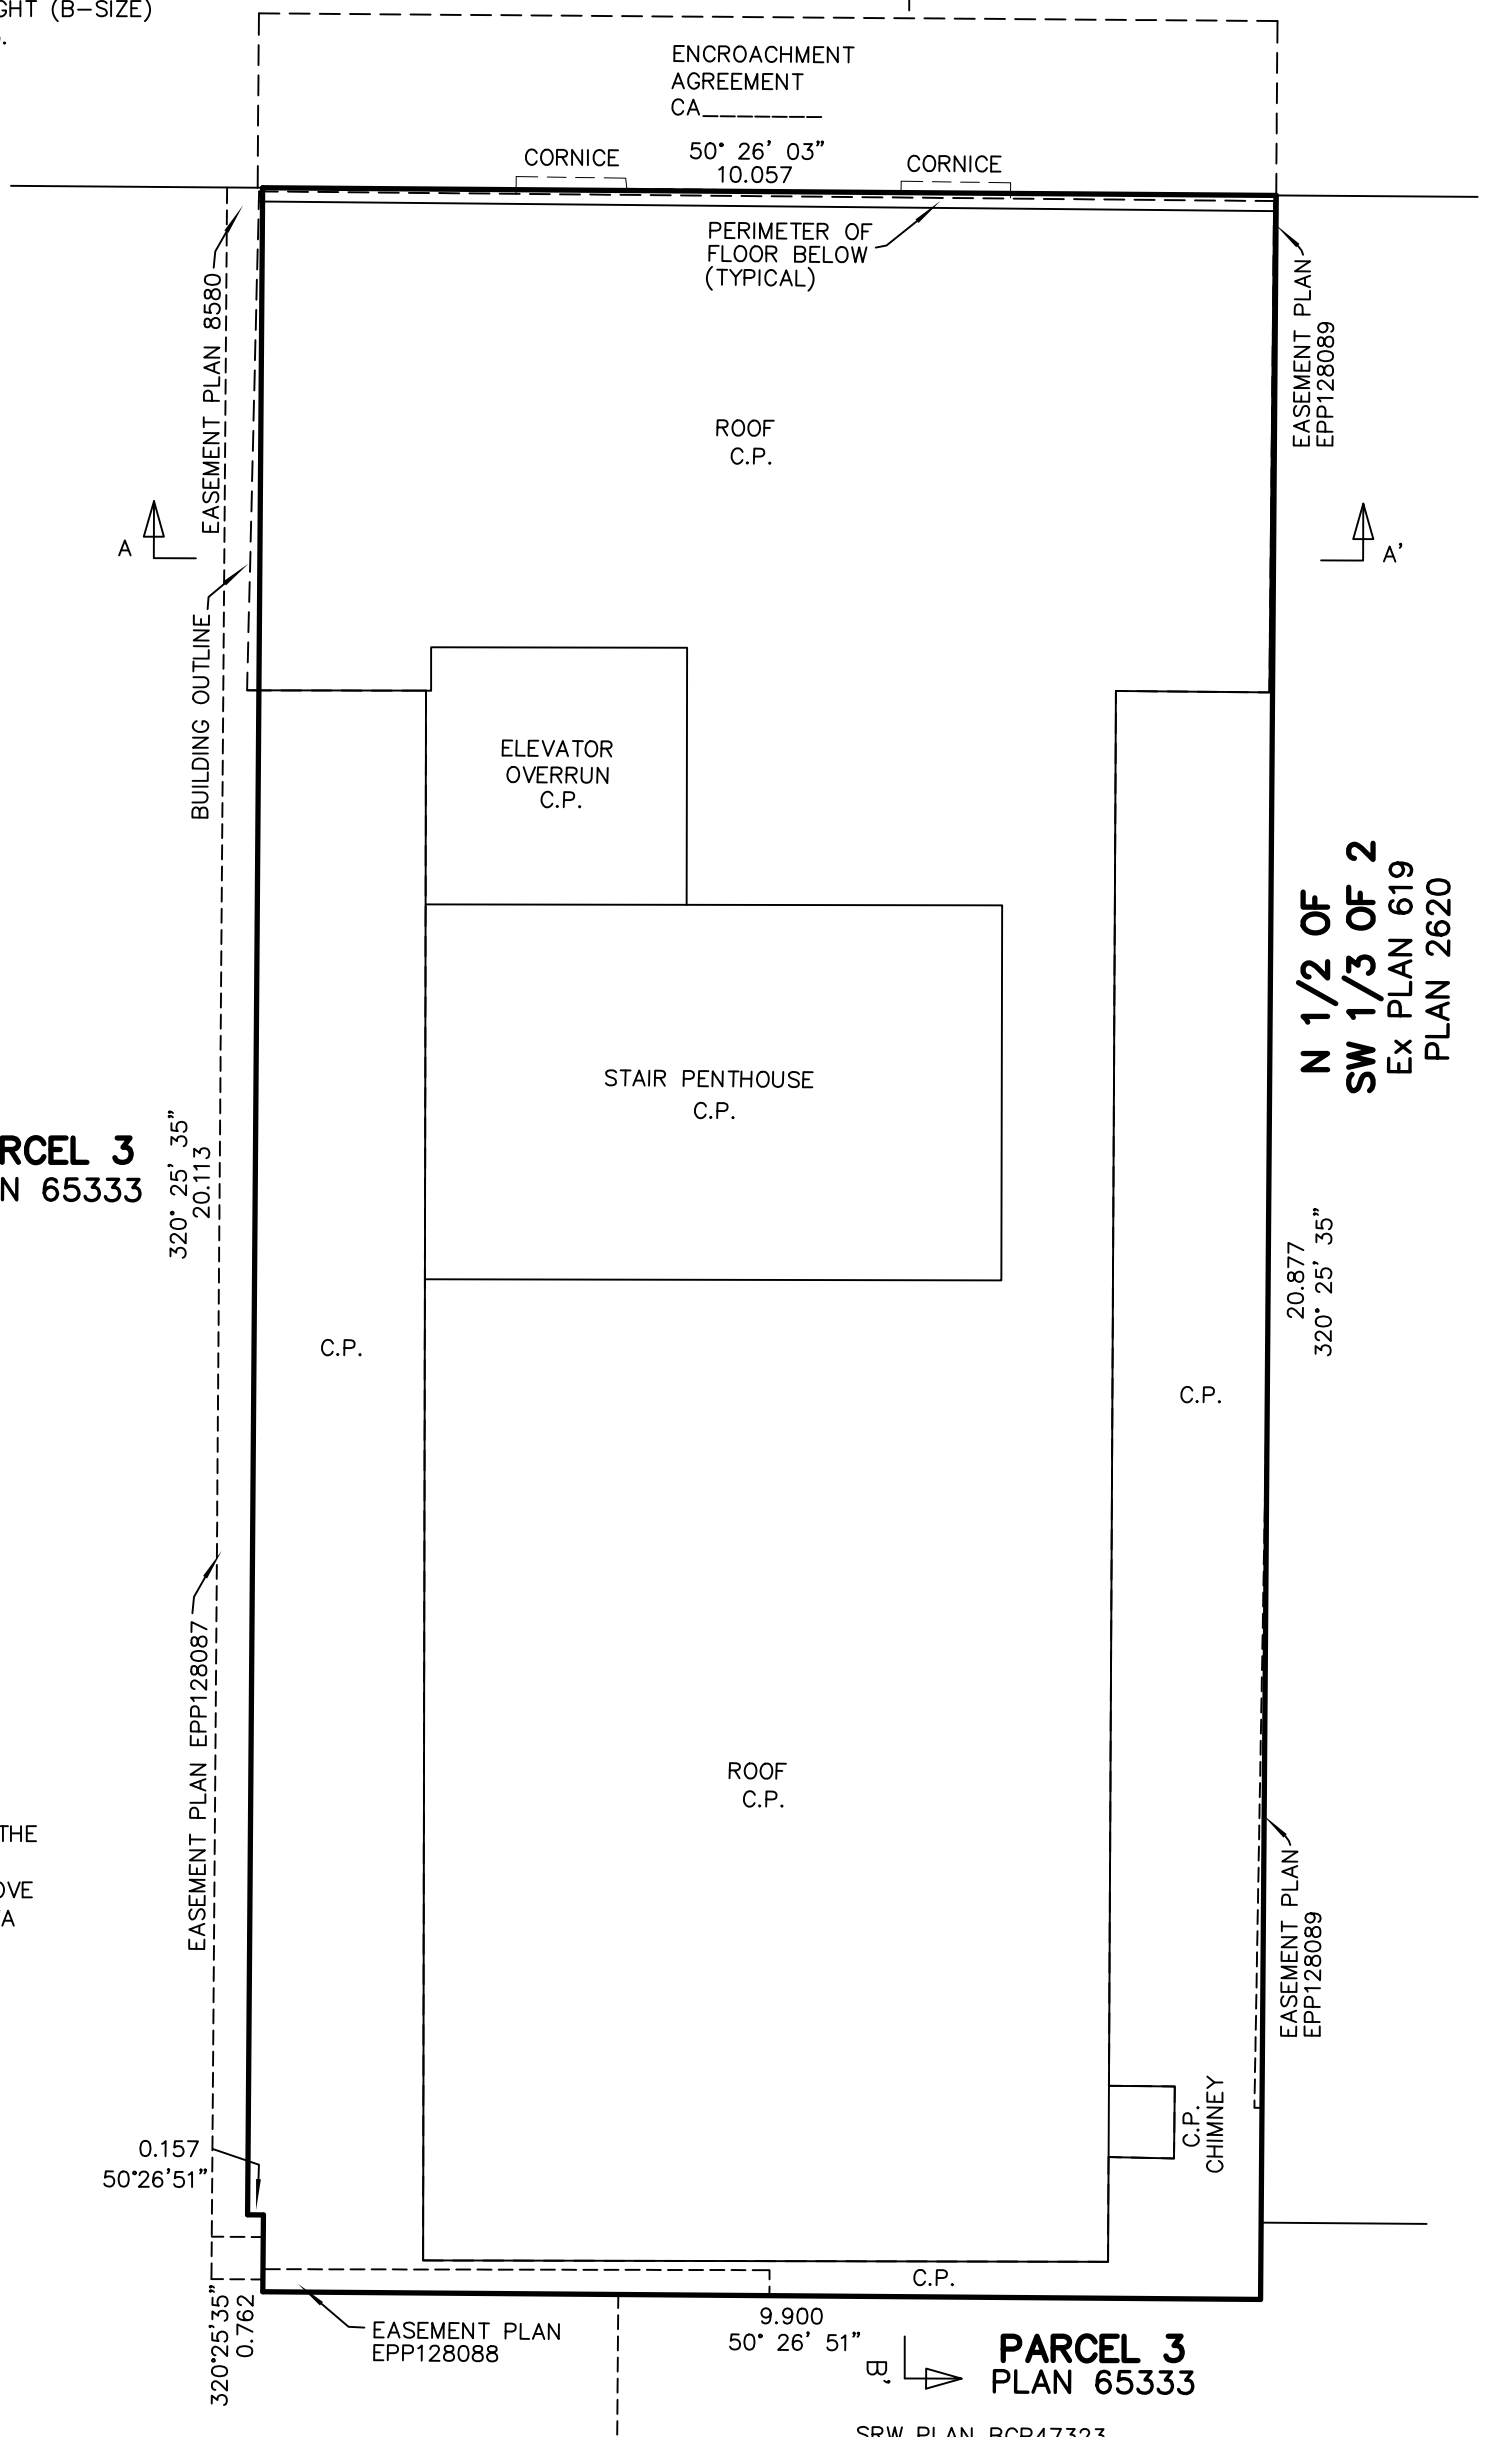 GHT (B-SIZE)
ENCROACHMENT
AGREEMENT
CA________
CORNICE
50° 26' 03"
10.057
CORNICE
PERIMETER OF
FLOOR BELOW
(TYPICAL)
EASEMENT PLAN 8580
EASEMENT PLAN
EPP128089
ROOF
C.P.
A
A'
BUILDING OUTLINE
ELEVATOR
OVERRUN
C.P.
N 1/2 OF
SW 1/3 OF 2
Ex PLAN 619
PLAN 2620
STAIR PENTHOUSE
C.P.
RCEL 3
N 65333
320° 25' 35"
20.113
20.877
320° 25' 35"
C.P.
C.P.
EASEMENT PLAN EPP128087
ROOF
C.P.
THE
OVE
A
EASEMENT PLAN
EPP128089
C.P.
CHIMNEY
0.157
50°26'51"
C.P.
320°25'35"
0.762
EASEMENT PLAN
EPP128088
9.900
50° 26' 51"
B'
PARCEL 3
PLAN 65333
SRW PLAN BCP47323